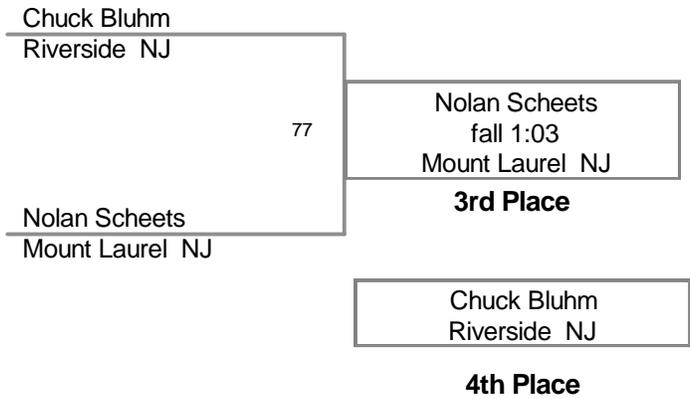 Chuck Bluhm
Riverside NJ
77
Nolan Scheets
fall 1:03
Mount Laurel NJ
3rd Place
Nolan Scheets
Mount Laurel NJ
Chuck Bluhm
Riverside NJ
4th Place